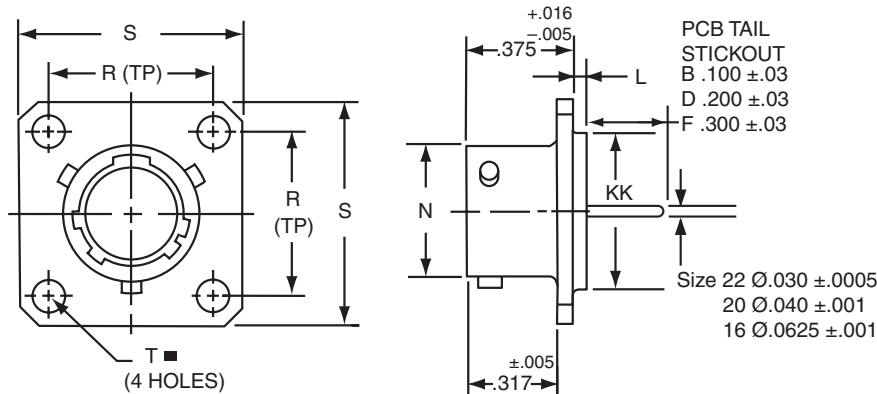 S
R (TP)
R
(TP)
S
T ■
(4 HOLES)
+.016
–.005
.375
L
PCB TAIL
STICKOUT
B .100 ±.03
D .200 ±.03
F .300 ±.03
N
KK
Size 22 Ø.030 ±.0005
20 Ø.040 ±.001
16 Ø.0625 ±.001
±.005
.317